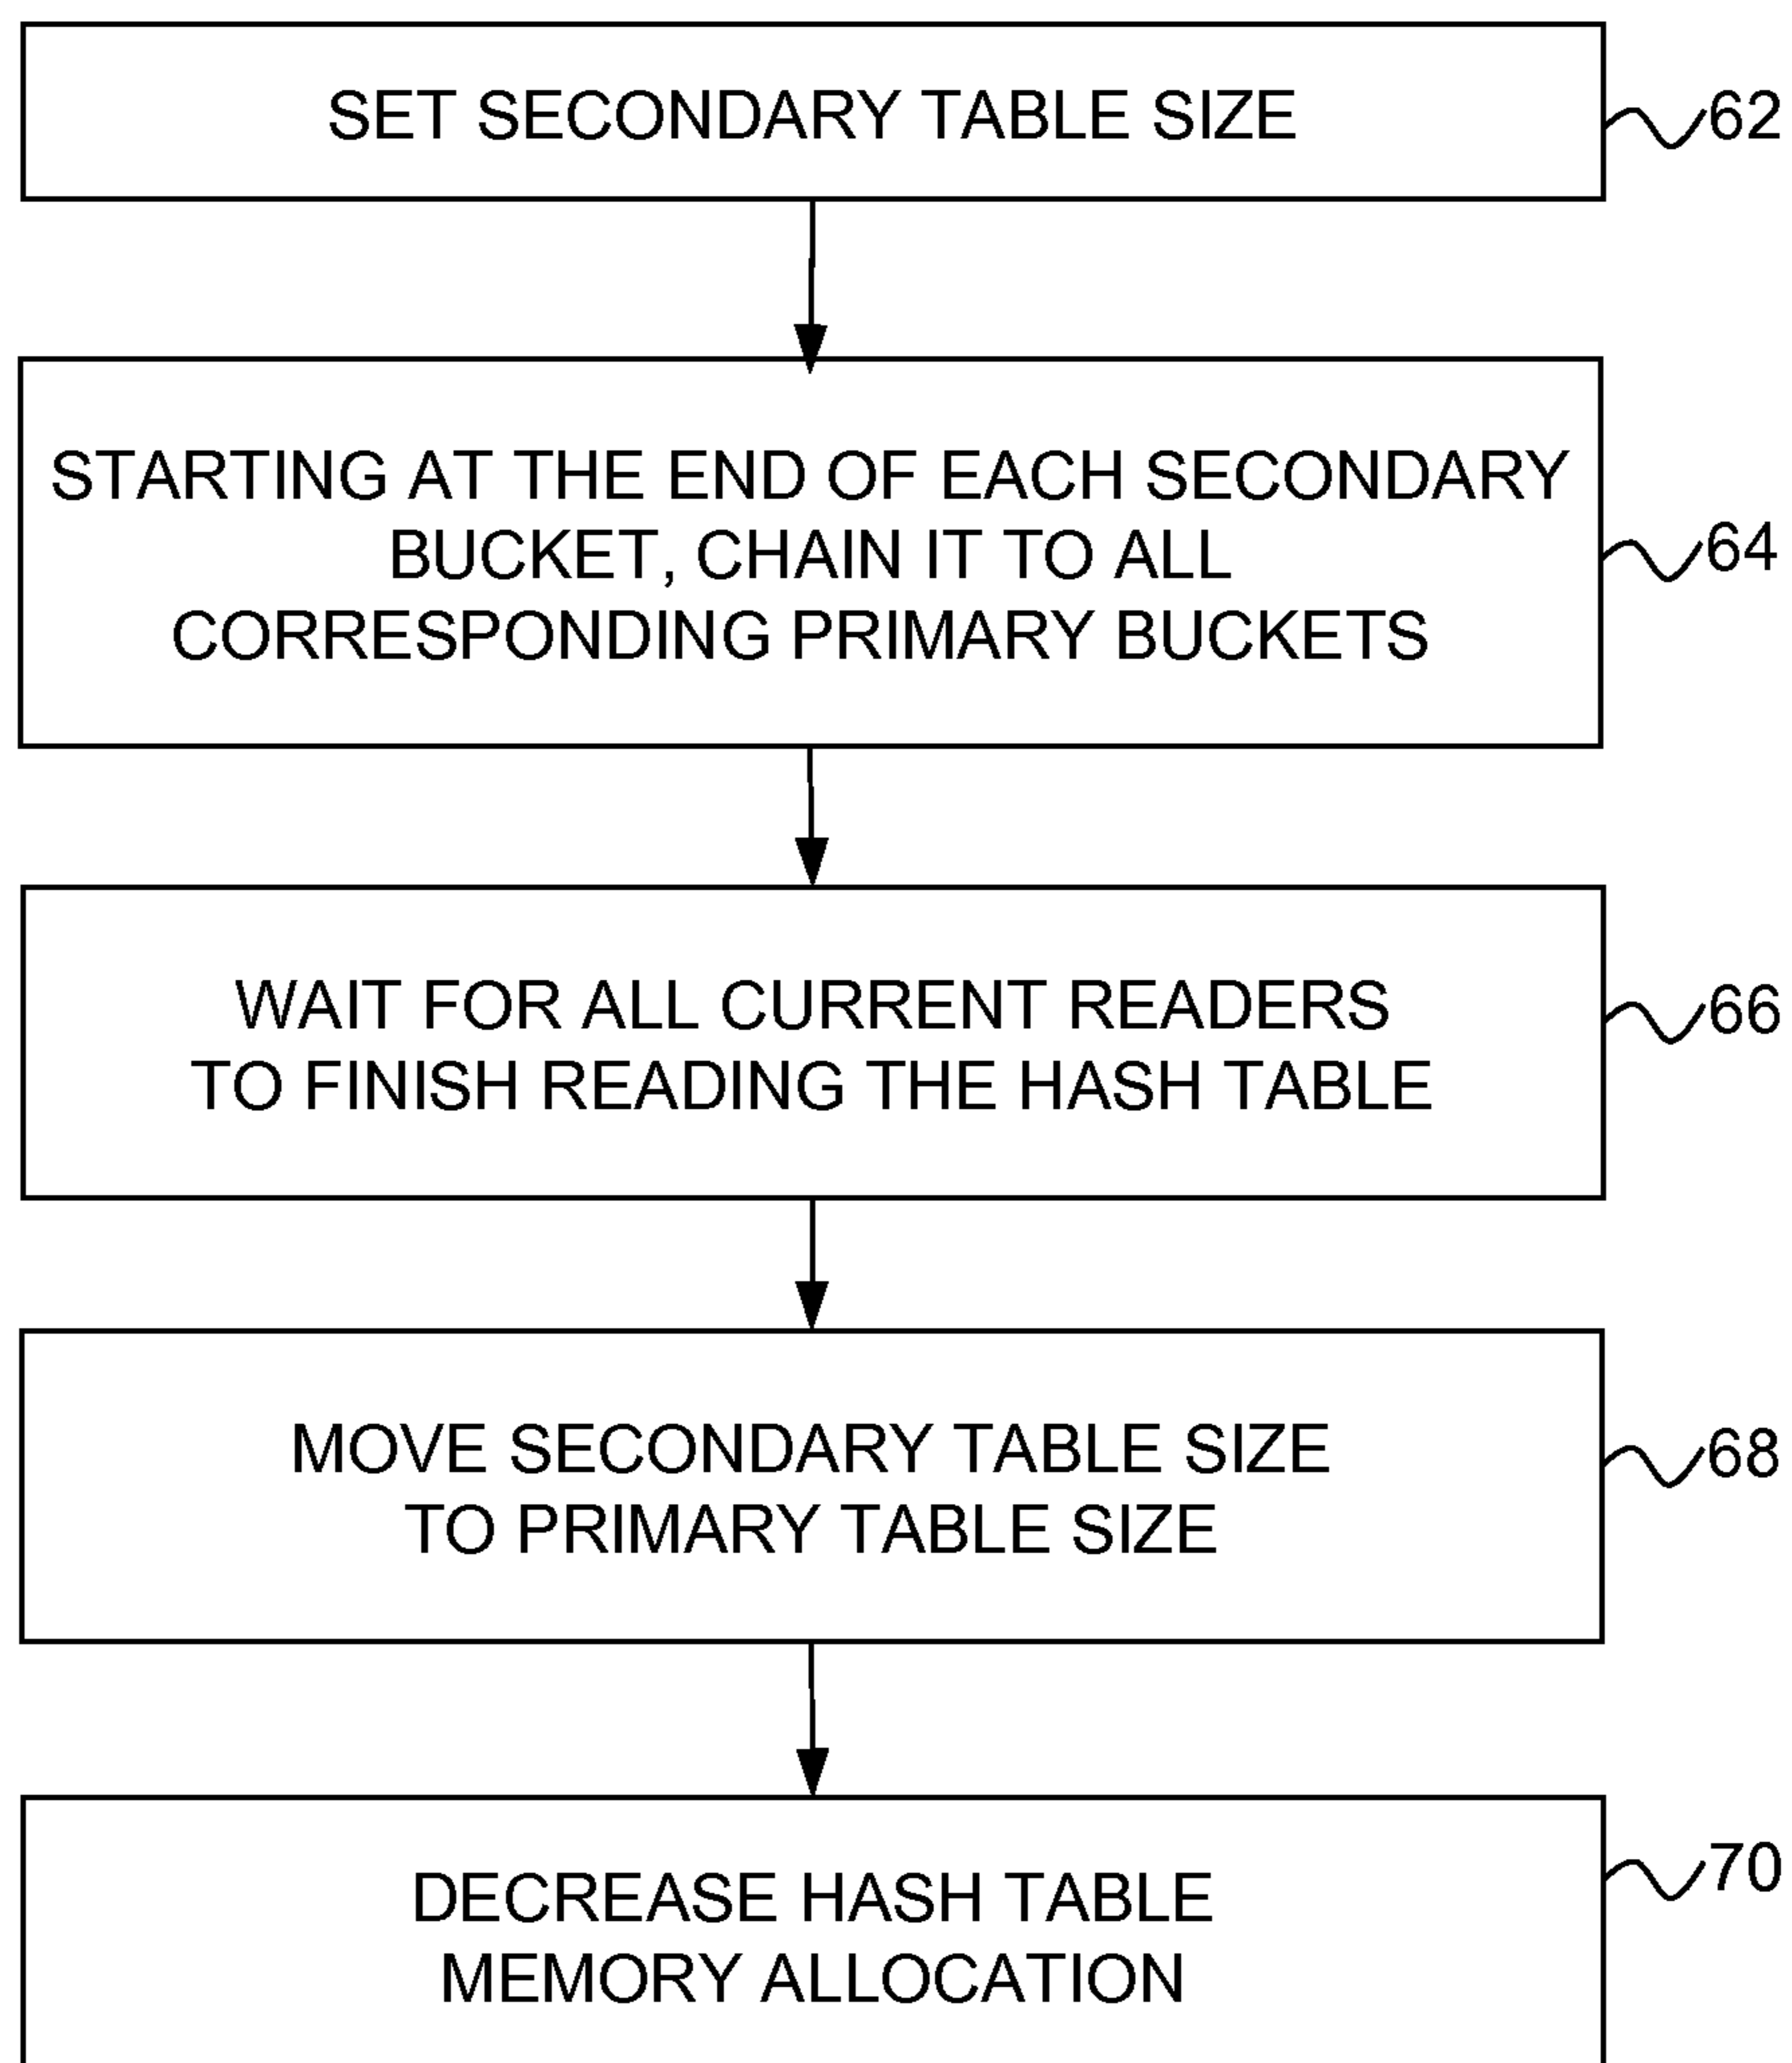 SET SECONDARY TABLE SIZE
62
STARTING AT THE END OF EACH SECONDARY
BUCKET, CHAIN IT TO ALL
CORRESPONDING PRIMARY BUCKETS
64
WAIT FOR ALL CURRENT READERS
TO FINISH READING THE HASH TABLE
66
MOVE SECONDARY TABLE SIZE
TO PRIMARY TABLE SIZE
68
DECREASE HASH TABLE
MEMORY ALLOCATION
70